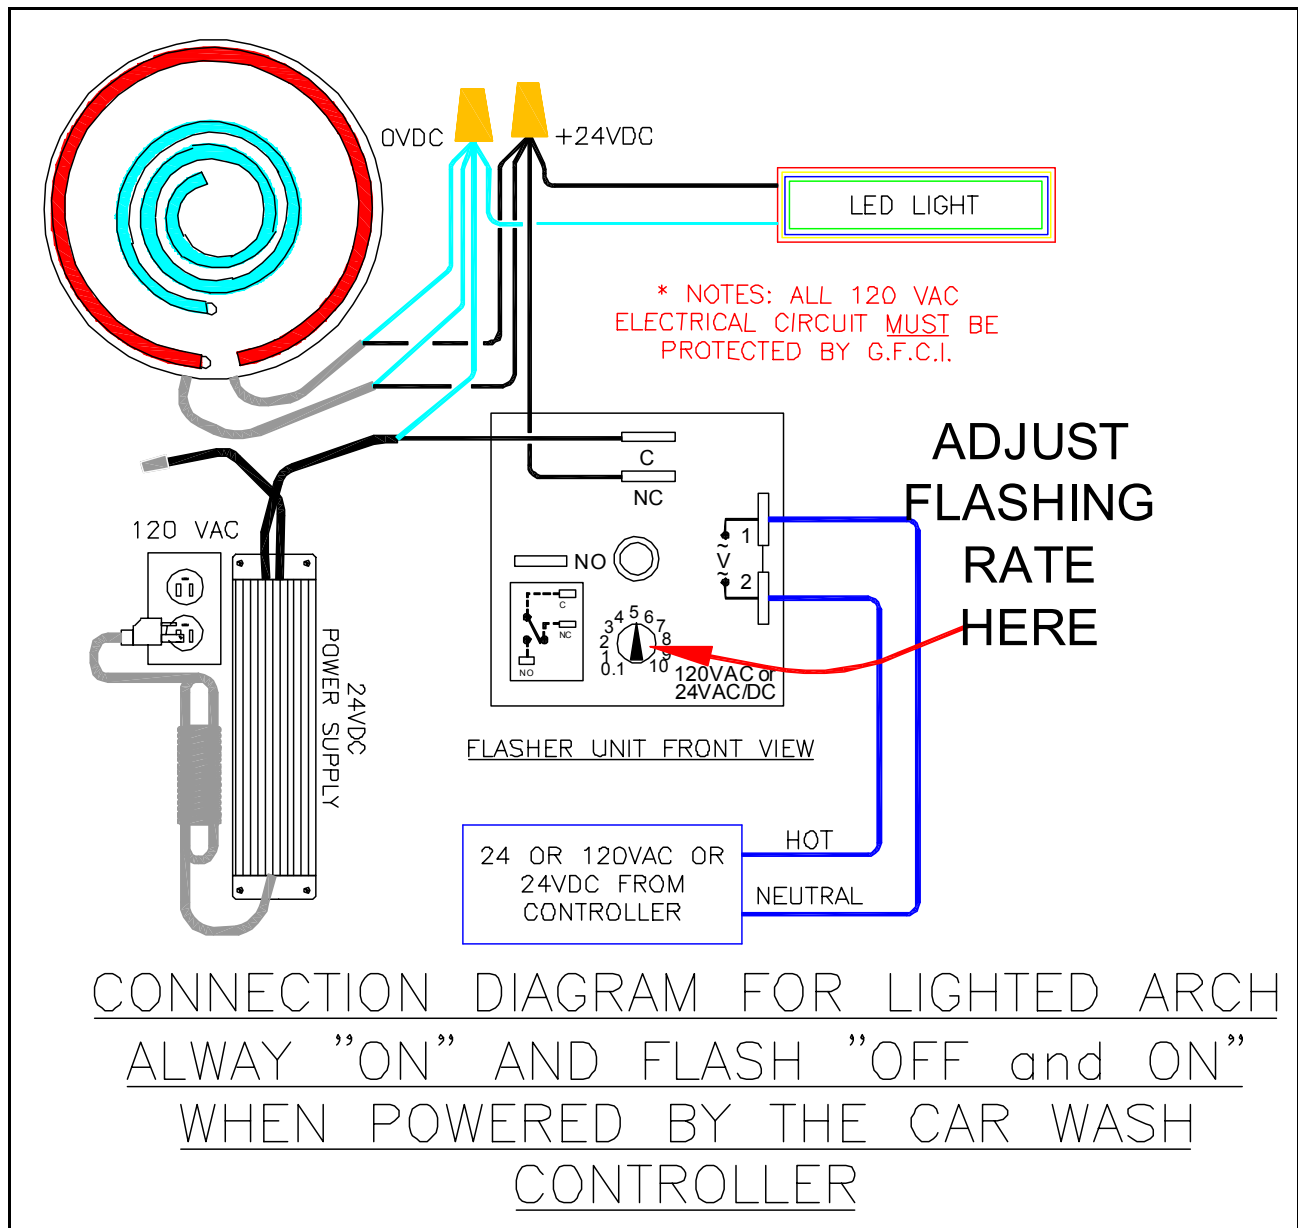 0VDC
+24VDC
LED LIGHT
* NOTES: ALL 120 VAC
ELECTRICAL CIRCUIT MUST BE
PROTECTED BY G.F.C.I.
120 VAC
24VDC
POWER SUPPLY
C
NC
NO
1
~
V
~
2
C
NC
NO
0.1
1
2
3
4
5
6
7
8
9
10
120VAC or
24VAC/DC
ADJUST
FLASHING
RATE
HERE
FLASHER UNIT FRONT VIEW
24 OR 120VAC OR
24VDC FROM
CONTROLLER
HOT
NEUTRAL
CONNECTION DIAGRAM FOR LIGHTED ARCH
ALWAY "ON" AND FLASH "OFF and ON"
WHEN POWERED BY THE CAR WASH
CONTROLLER